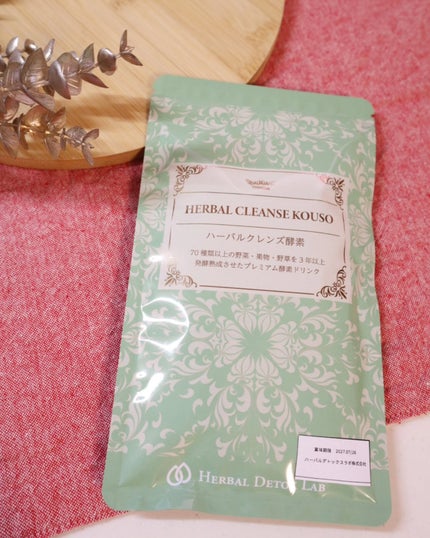 HERBAL CLEANSE KOUSO
ハーバルクレンズ酵素
70種類以上の野菜・果物・野草を3年以上
発酵熟成させたプレミアム酵素ドリンク
賞味期限 2027.07.26
ハーバルデトックスラボ株式会社
HERBAL DETOX LAB